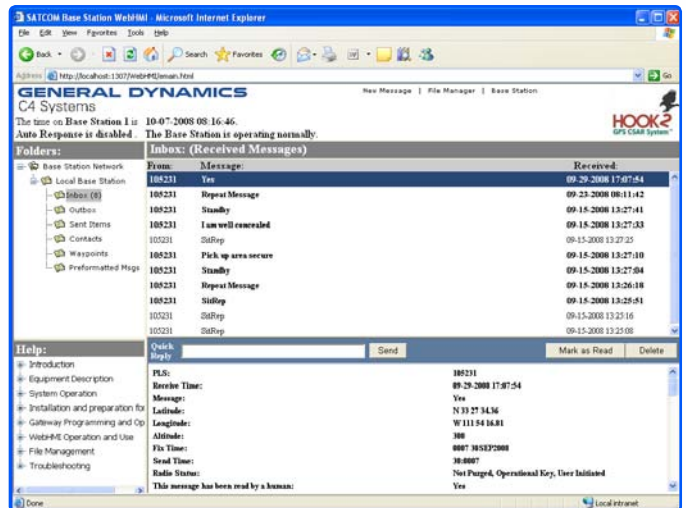 SATCOM Base Station WebHMI - Microsoft Internet Explorer
File Edit View Favorites Tools Help
Back Search Favorites
Address http://localhost:1307/WebHMI/emain.html Go
GENERAL DYNAMICS
C4 Systems
New Message | File Manager | Base Station
HOOK2
GPS CSAR System
The time on Base Station 1 is 10-07-2008 08:16:46.
Auto Response is disabled . The Base Station is operating normally.
Folders:
Base Station Network
Local Base Station
Inbox (8)
Outbox
Sent Items
Contacts
Waypoints
Preformatted Msgs
Inbox: (Received Messages)
From: Message: Received:
105231 Yes 09-29-2008 17:07:54
105231 Repeat Message 09-23-2008 08:11:42
105231 Standby 09-15-2008 13:27:41
105231 I am well concealed 09-15-2008 13:27:33
105231 SitRep 09-15-2008 13:27:25
105231 Pick up area secure 09-15-2008 13:27:10
105231 Standby 09-15-2008 13:27:04
105231 Repeat Message 09-15-2008 13:26:18
105231 SitRep 09-15-2008 13:25:51
105231 SitRep 09-15-2008 13:25:16
105231 SitRep 09-15-2008 13:25:08
Help:
Introduction
Equipment Description
System Operation
Installation and preparation for
Gateway Programming and Op
WebHMI Operation and Use
File Management
Troubleshooting
Quick Reply Send Mark as Read Delete
PLS: 105231
Receive Time: 09-29-2008 17:07:54
Message: Yes
Latitude: N 33 27 34.36
Longitude: W 111 54 16.81
Altitude: 300
Fix Time: 0007 30SEP2008
Send Time: 30:0007
Radio Status: Not Purged, Operational Key, User Initiated
This message has been read by a human: Yes
Done
Local intranet